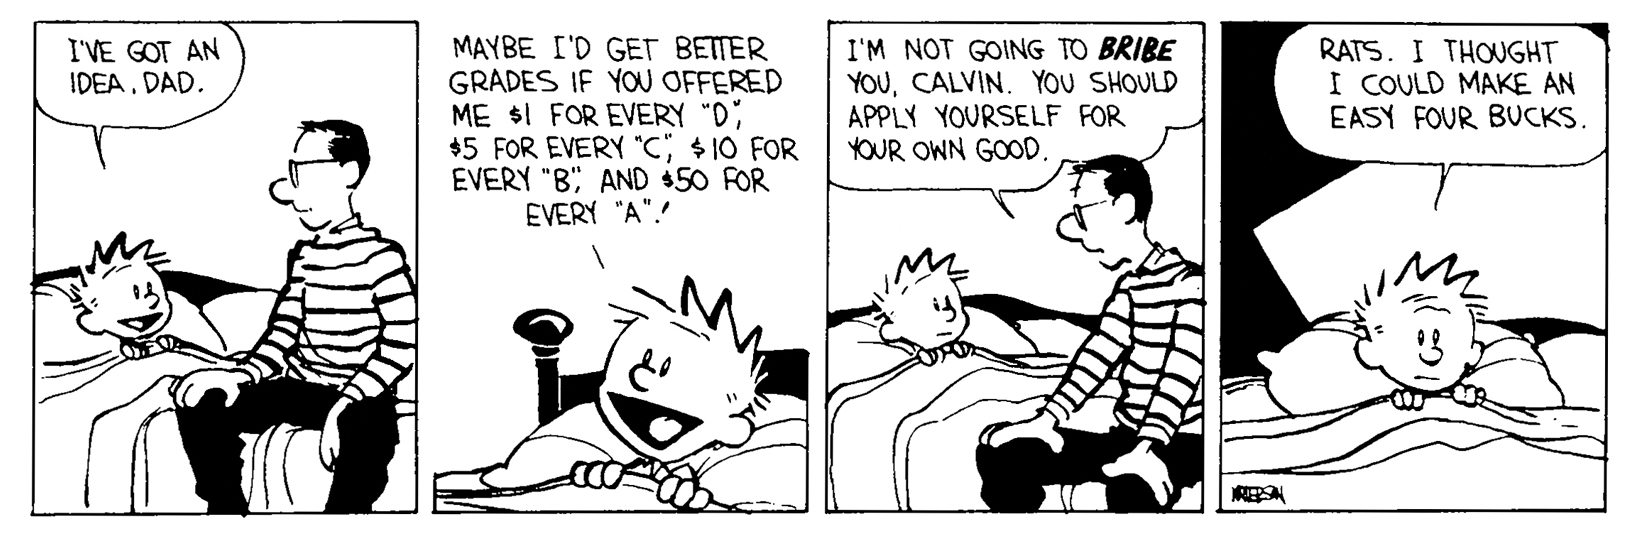 I'VE GOT AN
IDEA, DAD.
MAYBE I'D GET BETTER
GRADES IF YOU OFFERED
ME $1 FOR EVERY "D",
$5 FOR EVERY "C", $10 FOR
EVERY "B", AND $50 FOR
EVERY "A".!
I'M NOT GOING TO BRIBE
YOU, CALVIN. YOU SHOULD
APPLY YOURSELF FOR
YOUR OWN GOOD.
RATS. I THOUGHT
I COULD MAKE AN
EASY FOUR BUCKS.
WATTERSON